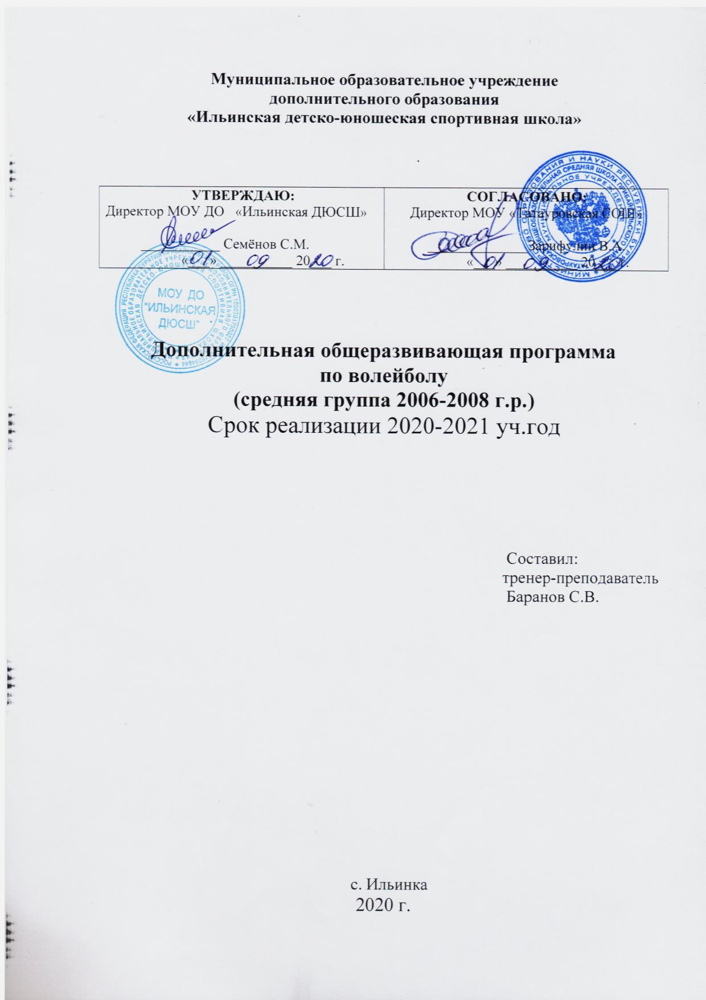 Муниципальное образовательное учреждение
дополнительного образования
«Ильинская детско-юношеская спортивная школа»
УТВЕРЖДАЮ:
Директор МОУ ДО «Ильинская ДЮСШ»
Семёнов С.М.
«01» 09 2020 г.
СОГЛАСОВАНО:
Директор МОУ «Татауровская СОШ»
Зарифулин В.А.
«01» 09 2020 г.
МОУ ДО
"ИЛЬИНСКАЯ
ДЮСШ"
Дополнительная общеразвивающая программа
по волейболу
(средняя группа 2006-2008 г.р.)
Срок реализации 2020-2021 уч.год
Составил:
тренер-преподаватель
Баранов С.В.
с. Ильинка
2020 г.